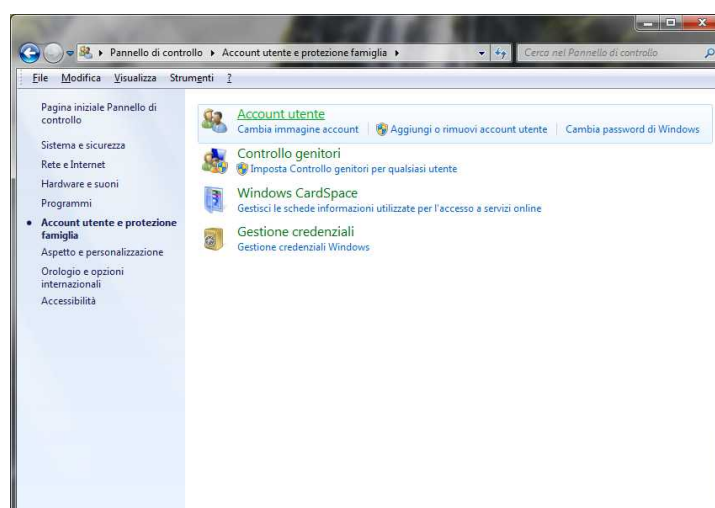 Pannello di controllo Account utente e protezione famiglia Cerca nel Pannello di controllo
File Modifica Visualizza Strumenti ?
Pagina iniziale Pannello di
controllo
Sistema e sicurezza
Rete e Internet
Hardware e suoni
Programmi
Account utente e protezione
famiglia
Aspetto e personalizzazione
Orologio e opzioni
internazionali
Accessibilità
Account utente
Cambia immagine account Aggiungi o rimuovi account utente Cambia password di Windows
Controllo genitori
Imposta Controllo genitori per qualsiasi utente
Windows CardSpace
Gestisci le schede informazioni utilizzate per l'accesso a servizi online
Gestione credenziali
Gestione credenziali Windows